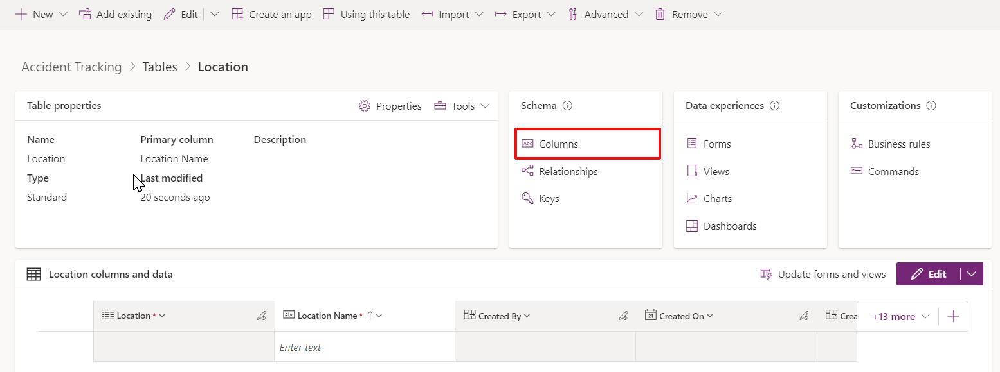 New Add existing Edit Create an app Using this table Import Export Advanced Remove
Accident Tracking > Tables > Location
Table properties Properties Tools
Name Primary column Description
Location Location Name
Type Last modified
Standard 20 seconds ago
Schema
Abc Columns
Relationships
Keys
Data experiences
Forms
Views
Charts
Dashboards
Customizations
Business rules
Commands
Location columns and data Update forms and views Edit
Location * Abc Location Name * ↑ Created By 21 Created On Crea +13 more
Enter text